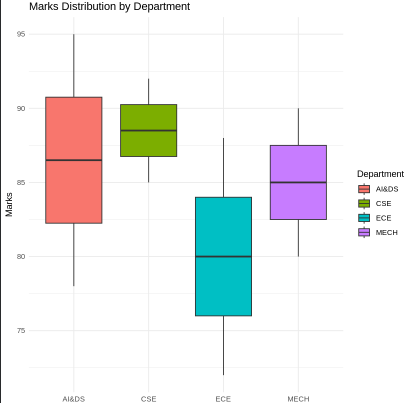 Marks Distribution by Department
95
90
85
80
75
Marks
AI&DS
CSE
ECE
MECH
Department
AI&DS
CSE
ECE
MECH